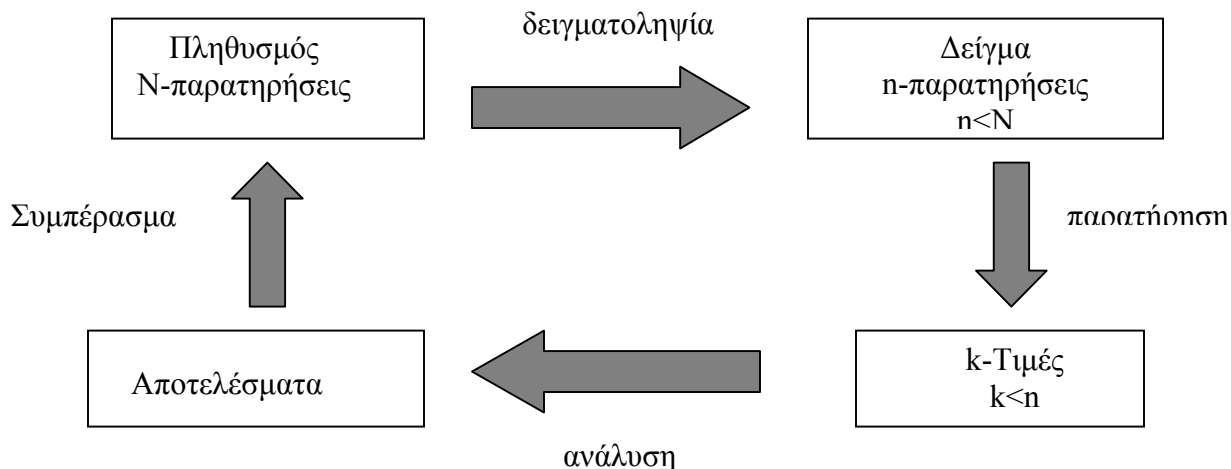 δειγματοληψία
Πληθυσμός
Ν-παρατηρήσεις
Δείγμα
n-παρατηρήσεις
n<N
Συμπέρασμα
παρατήρηση
k-Τιμές
k<n
Αποτελέσματα
ανάλυση